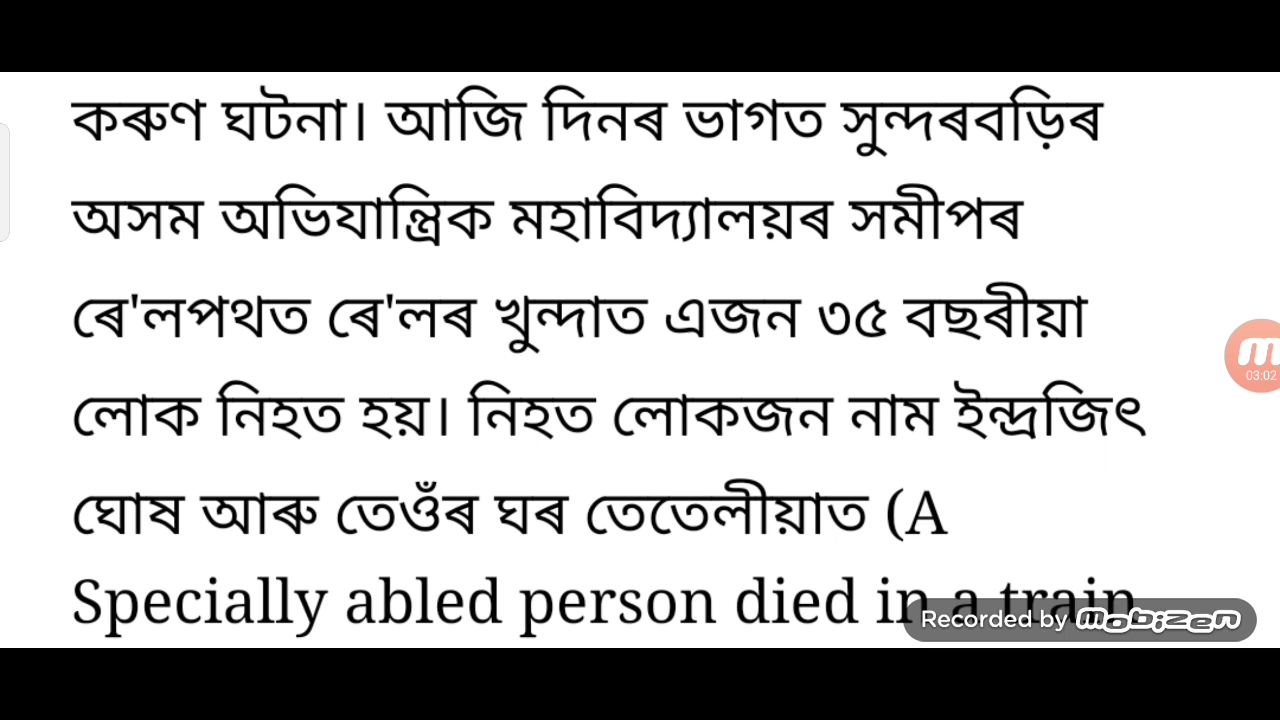 কৰুণ ঘটনা। আজি দিনৰ ভাগত সুন্দৰবড়িৰ
অসম অভিযান্ত্ৰিক মহাবিদ্যালয়ৰ সমীপৰ
ৰে'লপথত ৰে'লৰ খুন্দাত এজন ৩৫ বছৰীয়া
লোক নিহত হয়। নিহত লোকজন নাম ইন্দ্ৰজিৎ
ঘোষ আৰু তেওঁৰ ঘৰ তেতেলীয়াত (A
Specially abled person died in a train
03:02
Recorded by mobizen